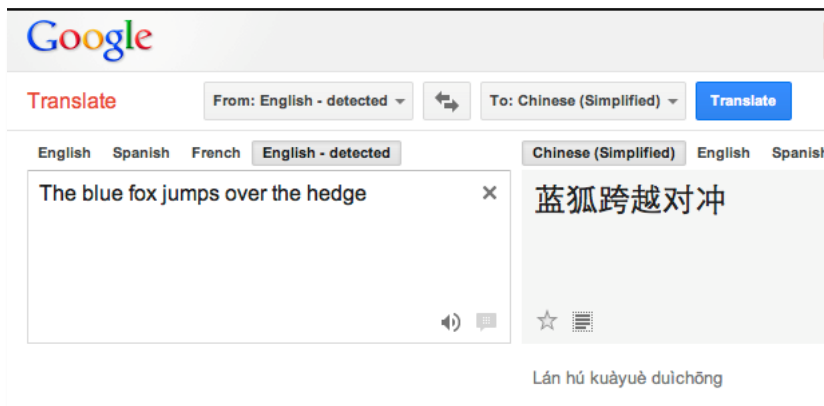 Google
Translate From: English - detected To: Chinese (Simplified) Translate
English Spanish French English - detected Chinese (Simplified) English Spanish
The blue fox jumps over the hedge
蓝狐跨越对冲
Lán hú kuàyuè duìchōng